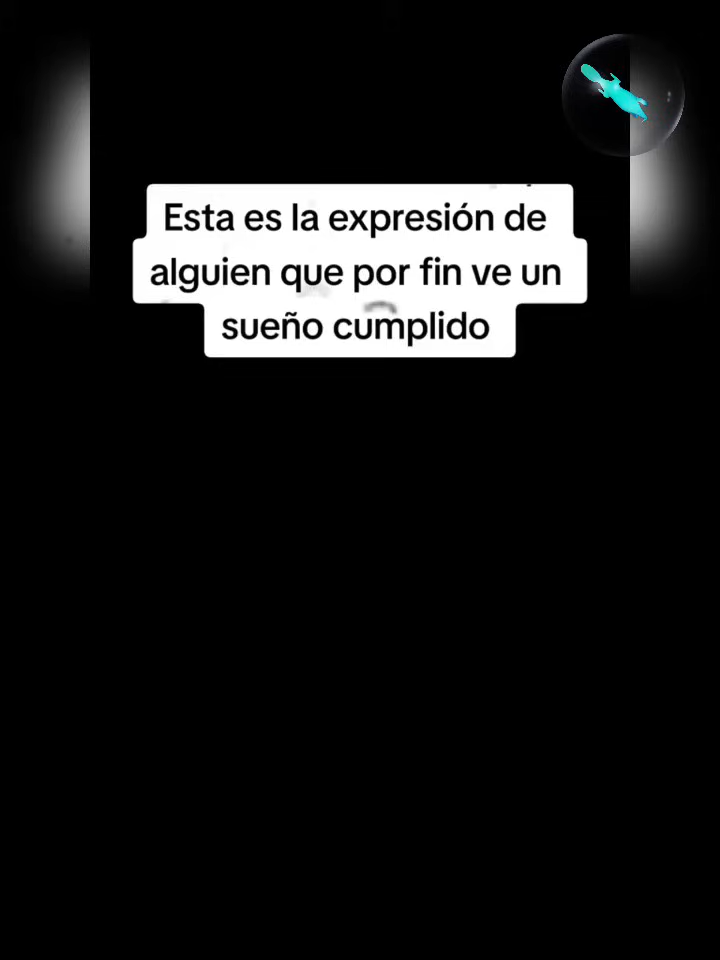 Esta es la expresión de
alguien que por fin ve un
sueño cumplido